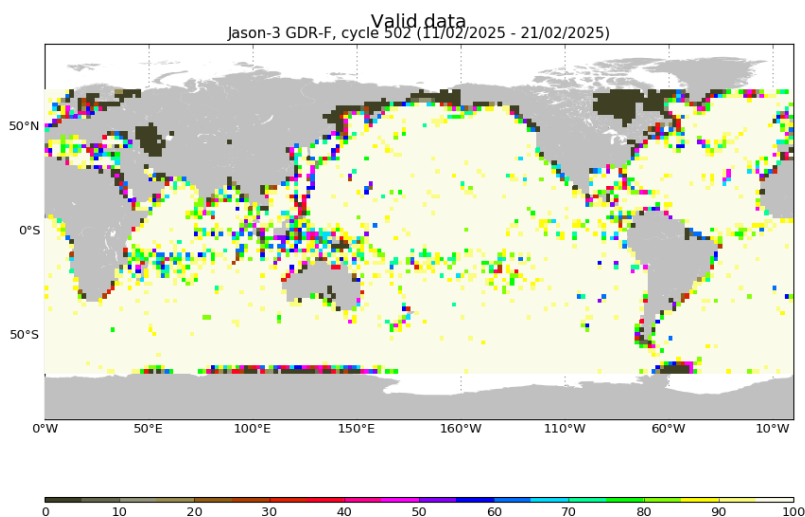 Valid data
Jason-3 GDR-F, cycle 502 (11/02/2025 - 21/02/2025)
50°N
0°S
50°S
0°W 50°E 100°E 150°E 160°W 110°W 60°W 10°W
0 10 20 30 40 50 60 70 80 90 100